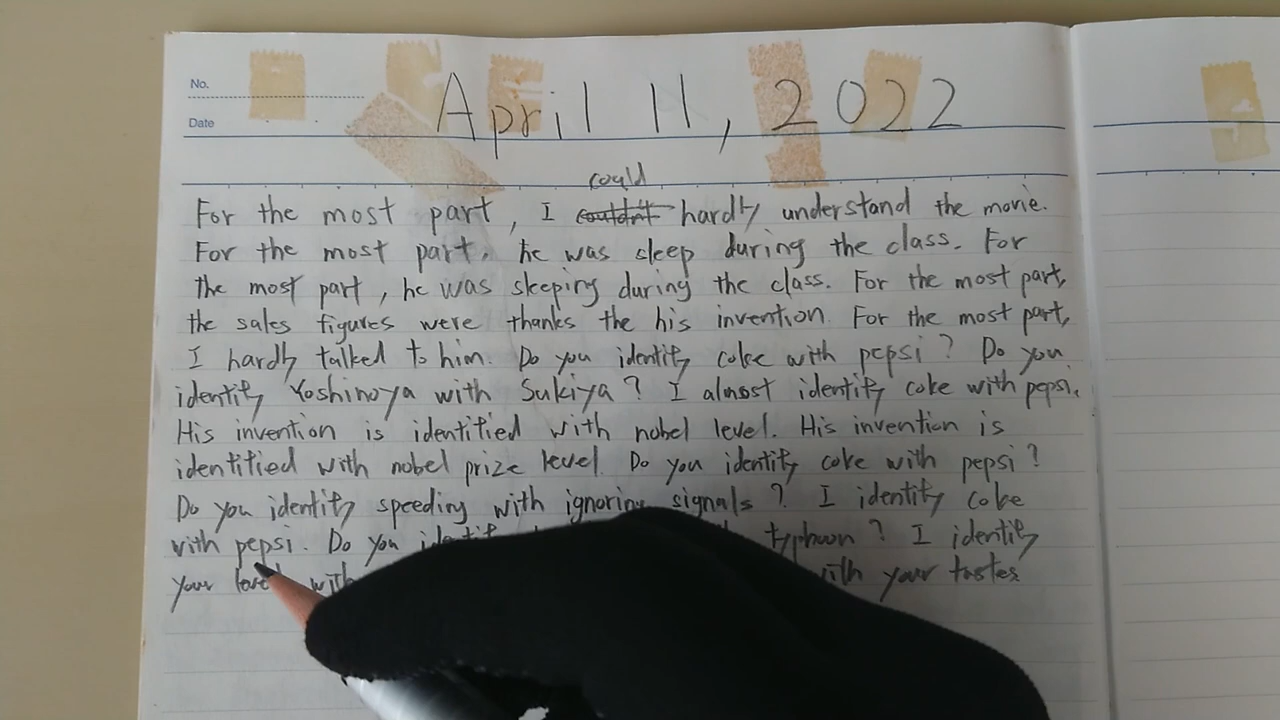 No.
Date
April 11, 2022
could
For the most part, I couldn't hardly understand the movie.
For the most part, he was sleep during the class. For
the most part, he was sleeping during the class. For the most part,
the sales figures were thanks the his invention. For the most part,
I hardly talked to him. Do you identify coke with pepsi? Do you
identify Yoshinoya with Sukiya? I almost identify coke with pepsi.
His invention is identified with nobel level. His invention is
identified with nobel prize level. Do you identify coke with pepsi?
Do you identify speeding with ignoring signals? I identify coke
with pepsi. Do you identify typhoon? I identify
your with with your tastes